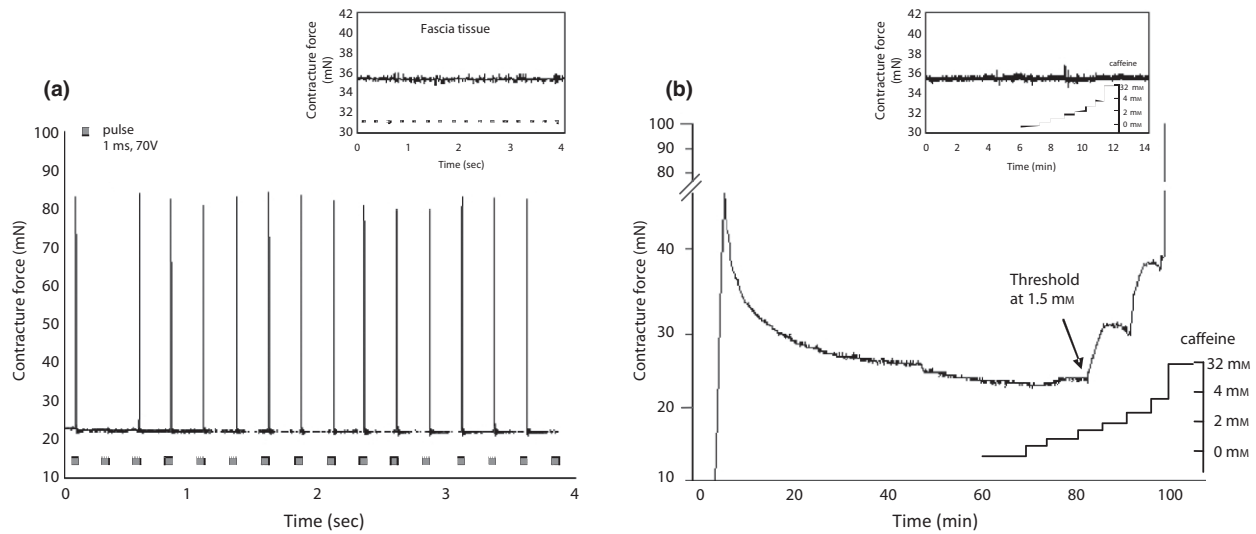 (a)
pulse
1 ms, 70V
Contracture force (mN)
100
90
80
70
60
50
40
30
20
10
0
1
2
3
4
Time (sec)
Fascia tissue
Contracture force
(mN)
42
40
38
36
34
32
30
0
1
2
3
4
Time (sec)
(b)
Contracture force (mN)
100
90
80
40
30
20
10
0
20
40
60
80
100
Time (min)
Threshold
at 1.5 mM
caffeine
32 mM
4 mM
2 mM
0 mM
Contracture force
(mN)
42
40
38
36
34
32
30
0
2
4
6
8
10
12
14
Time (min)
caffeine
32 mM
4 mM
2 mM
0 mM